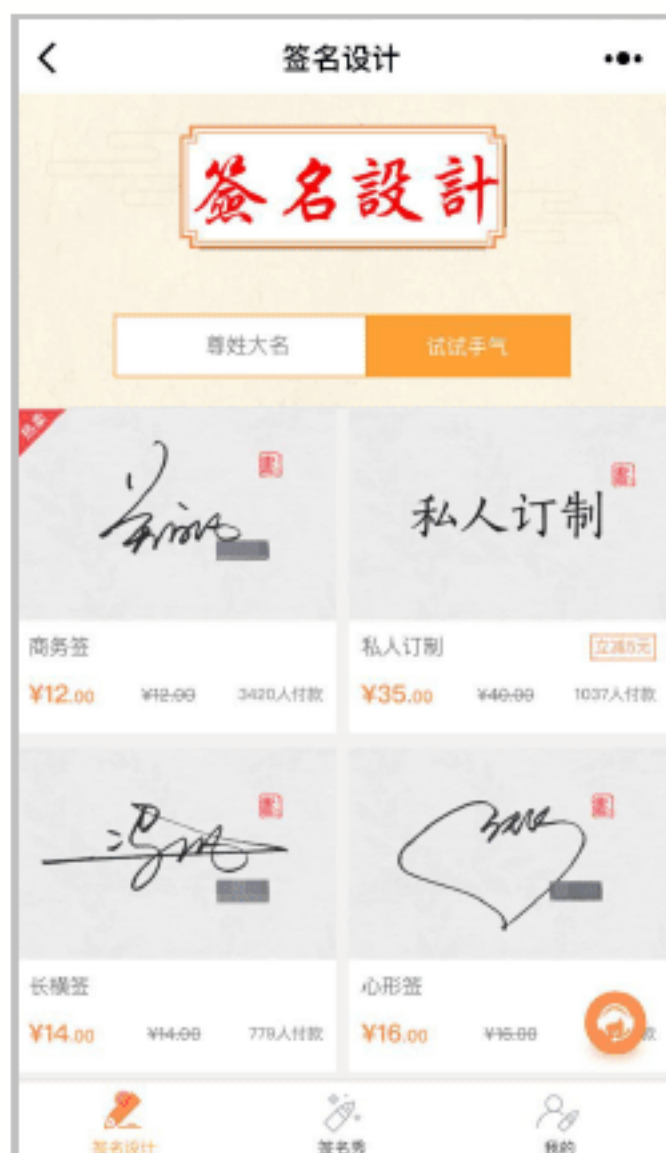 签名设计
簽名設計
尊姓大名
试试手气
热卖
私人订制
商务签
¥12.00 ¥12.00 3420人付款
私人订制 立减5元
¥35.00 ¥40.00 1037人付款
长横签
¥14.00 ¥14.00 779人付款
心形签
¥16.00 ¥16.00
签名设计 签名秀 我的